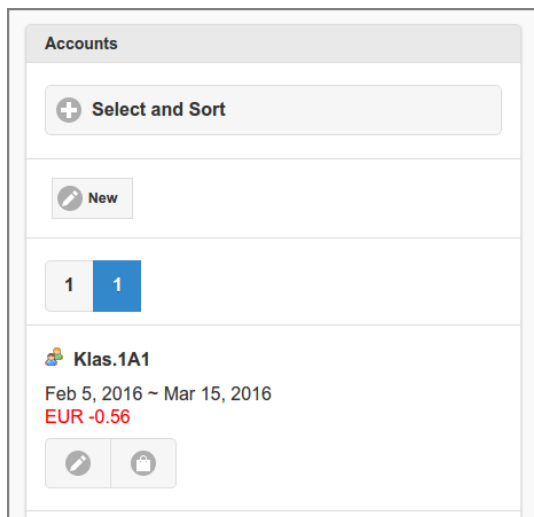 Accounts
Select and Sort
New
1 1
Klas.1A1
Feb 5, 2016 ~ Mar 15, 2016
EUR -0.56